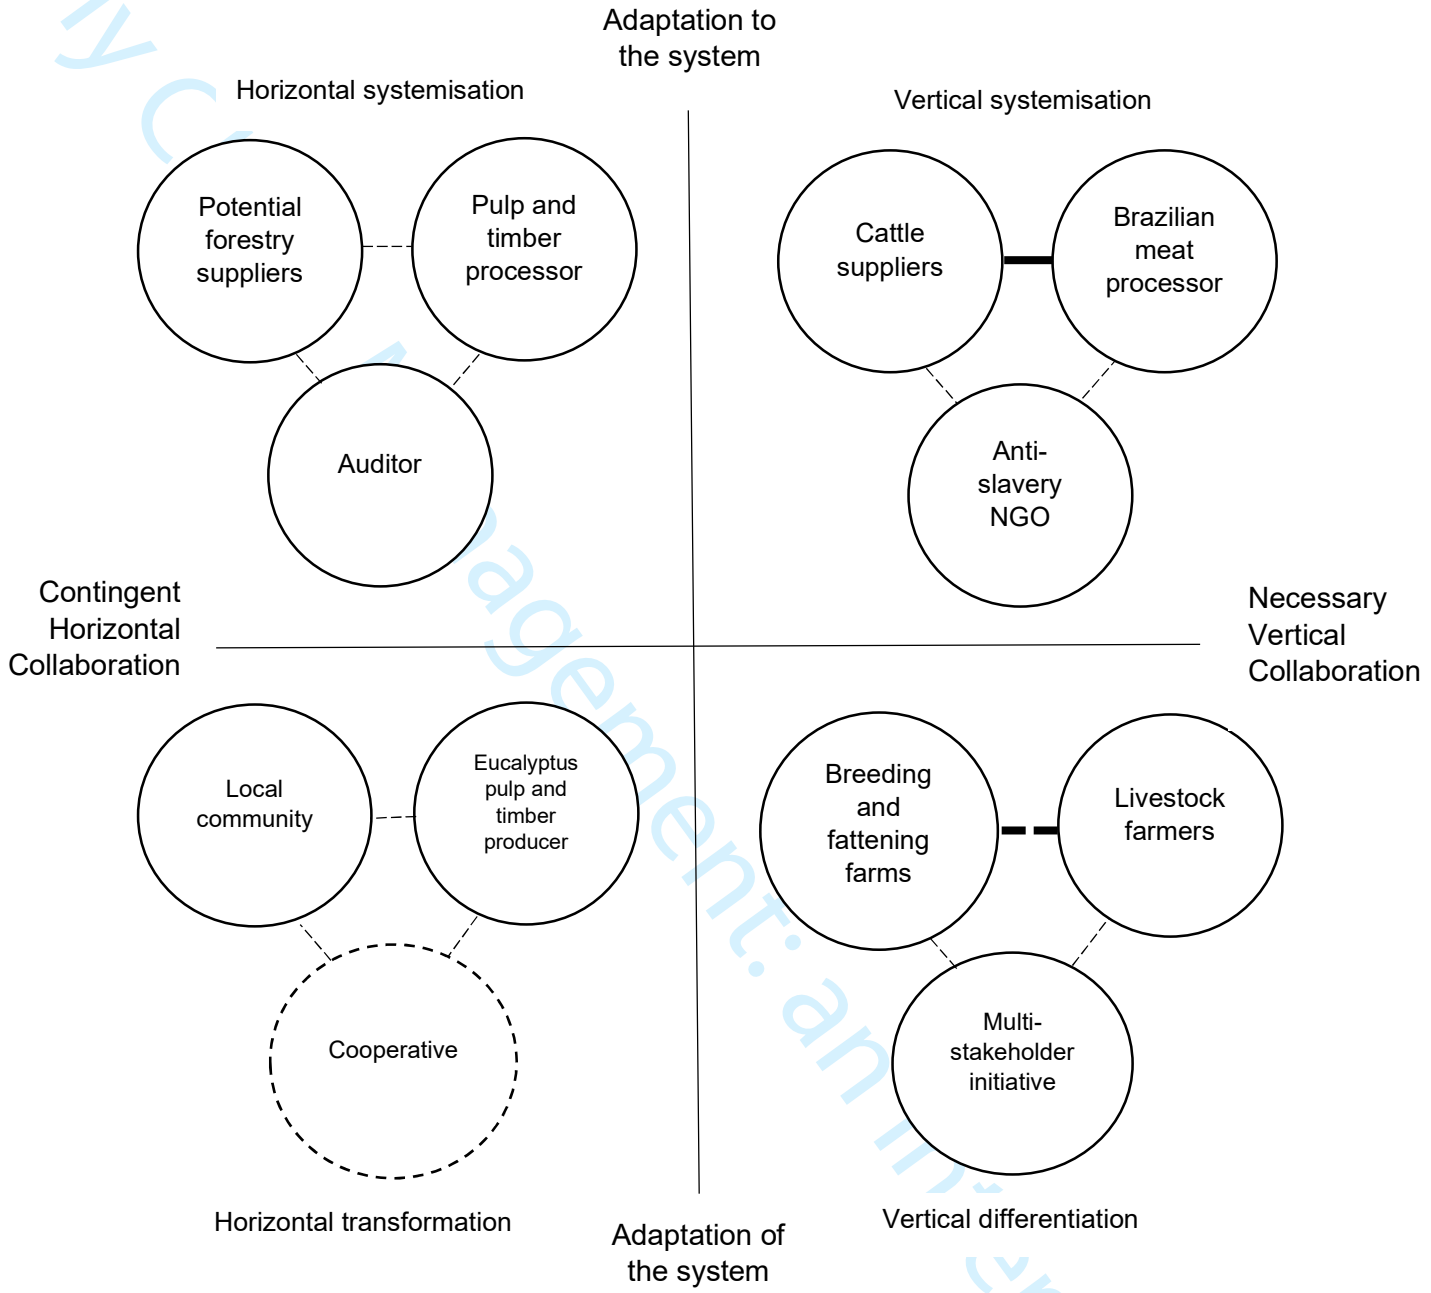 Adaptation to
the system
Horizontal systemisation
Vertical systemisation
Potential
forestry
suppliers
Pulp and
timber
processor
Auditor
Cattle
suppliers
Brazilian
meat
processor
Anti-
slavery
NGO
Contingent
Horizontal
Collaboration
Necessary
Vertical
Collaboration
Local
community
Eucalyptus
pulp and
timber
producer
Cooperative
Breeding
and
fattening
farms
Livestock
farmers
Multi-
stakeholder
initiative
Horizontal transformation
Adaptation of
the system
Vertical differentiation